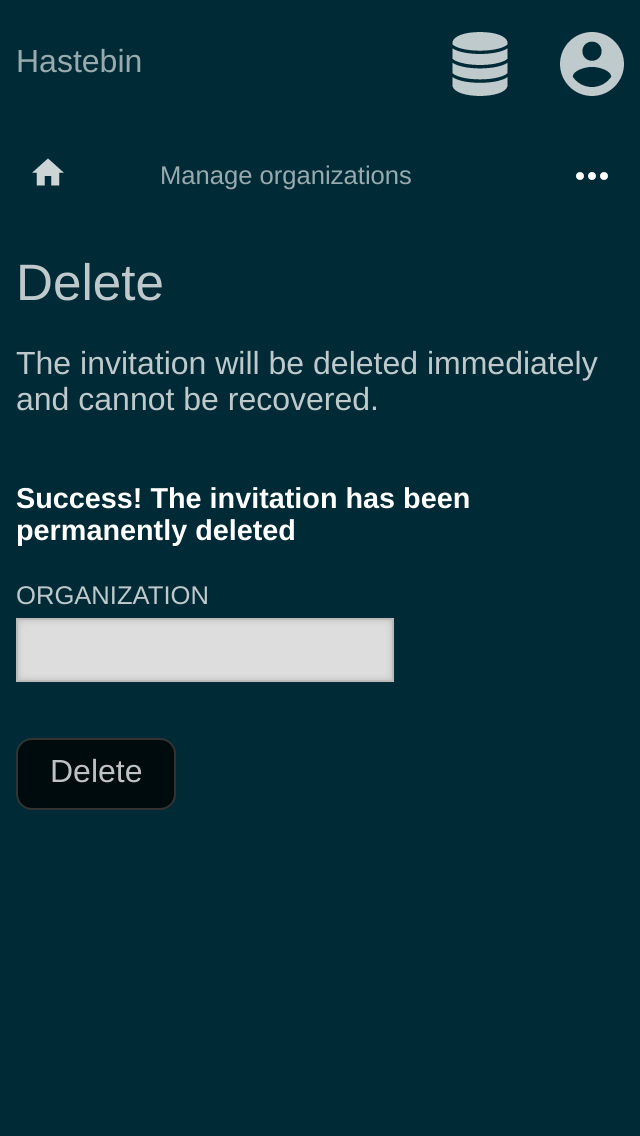 Hastebin
Manage organizations
Delete
The invitation will be deleted immediately
and cannot be recovered.
Success! The invitation has been
permanently deleted
ORGANIZATION
Delete